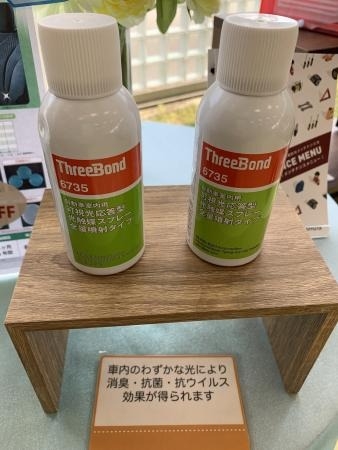 ThreeBond
6735
自動車室内用
可視光応答型
光触媒スプレー
全量噴射タイプ
ThreeBond
6735
自動車室内用
可視光応答型
光触媒スプレー
全量噴射タイプ
ACE MENU
OFF
車内のわずかな光により
消臭・抗菌・抗ウイルス
効果が得られます